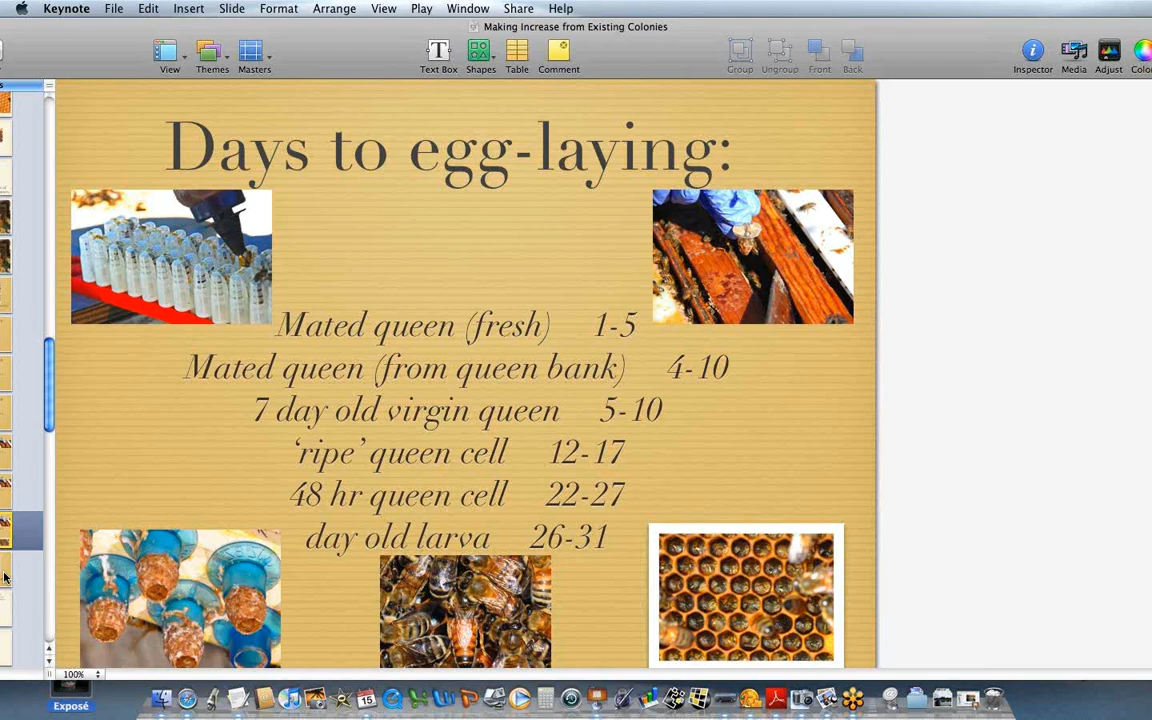 Keynote File Edit Insert Slide Format Arrange View Play Window Share Help
Making Increase from Existing Colonies
View Themes Masters Text Box Shapes Table Comment Group Ungroup Front Back Inspector Media Adjust Colo
Days to egg-laying:
Mated queen (fresh) 1-5
Mated queen (from queen bank) 4-10
7 day old virgin queen 5-10
‘ripe’ queen cell 12-17
48 hr queen cell 22-27
day old larva 26-31
100%
15
Exposé